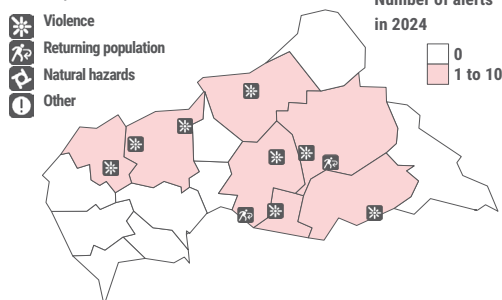 Violence
Returning population
Natural hazards
Other
Number of alerts
in 2024
0
1 to 10